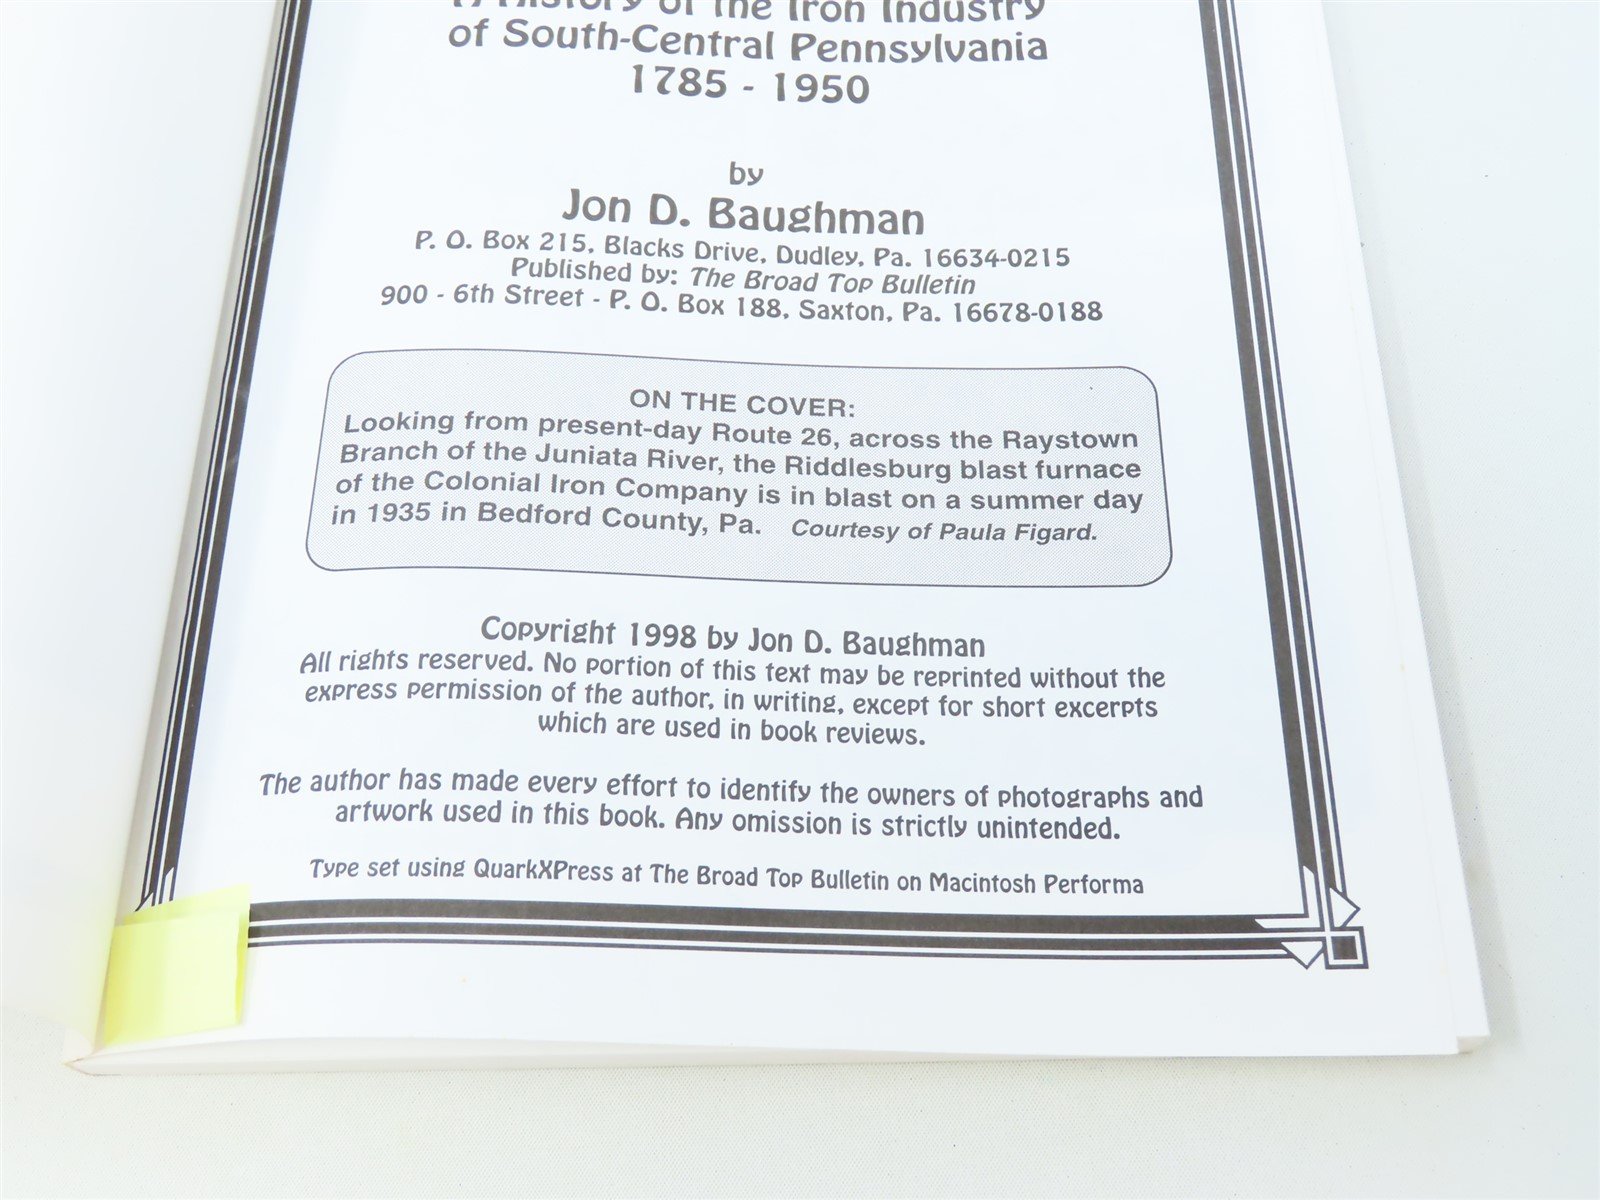 A History of the Iron Industry
of South-Central Pennsylvania
1785 - 1950
by
Jon D. Baughman
P. O. Box 215, Blacks Drive, Dudley, Pa. 16634-0215
Published by: The Broad Top Bulletin
900 - 6th Street - P. O. Box 188, Saxton, Pa. 16678-0188
ON THE COVER:
Looking from present-day Route 26, across the Raystown
Branch of the Juniata River, the Riddlesburg blast furnace
of the Colonial Iron Company is in blast on a summer day
in 1935 in Bedford County, Pa. Courtesy of Paula Figard.
Copyright 1998 by Jon D. Baughman
All rights reserved. No portion of this text may be reprinted without the
express permission of the author, in writing, except for short excerpts
which are used in book reviews.
The author has made every effort to identify the owners of photographs and
artwork used in this book. Any omission is strictly unintended.
Type set using QuarkXPress at The Broad Top Bulletin on Macintosh Performa